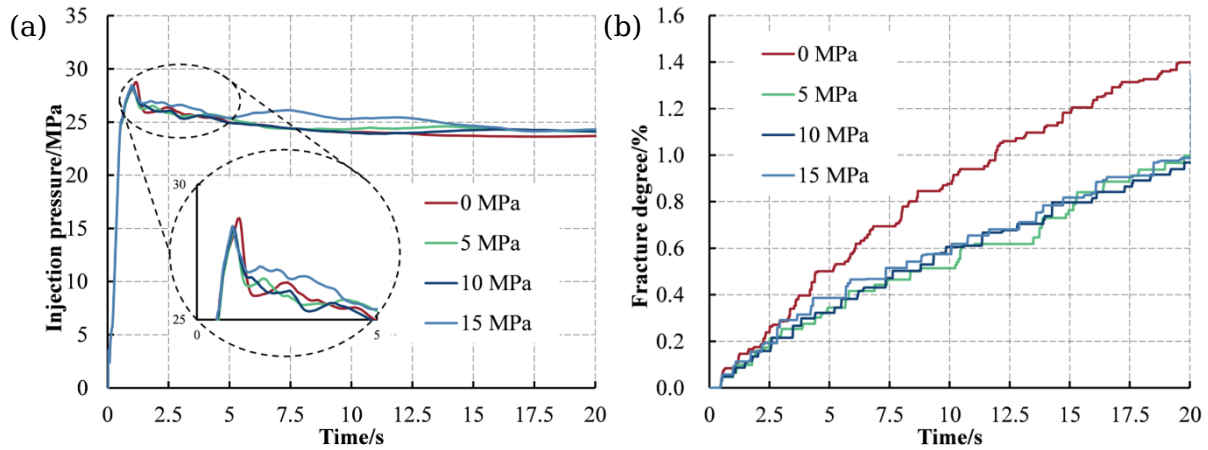 (a)
35
30
25
20
15
10
5
0
Injection pressure/MPa
0 2.5 5 7.5 10 12.5 15 17.5 20
Time/s
30
25
0 5
0 MPa
5 MPa
10 MPa
15 MPa
(b)
1.6
1.4
1.2
1.0
0.8
0.6
0.4
0.2
0.0
Fracture degree/%
0 2.5 5 7.5 10 12.5 15 17.5 20
Time/s
0 MPa
5 MPa
10 MPa
15 MPa